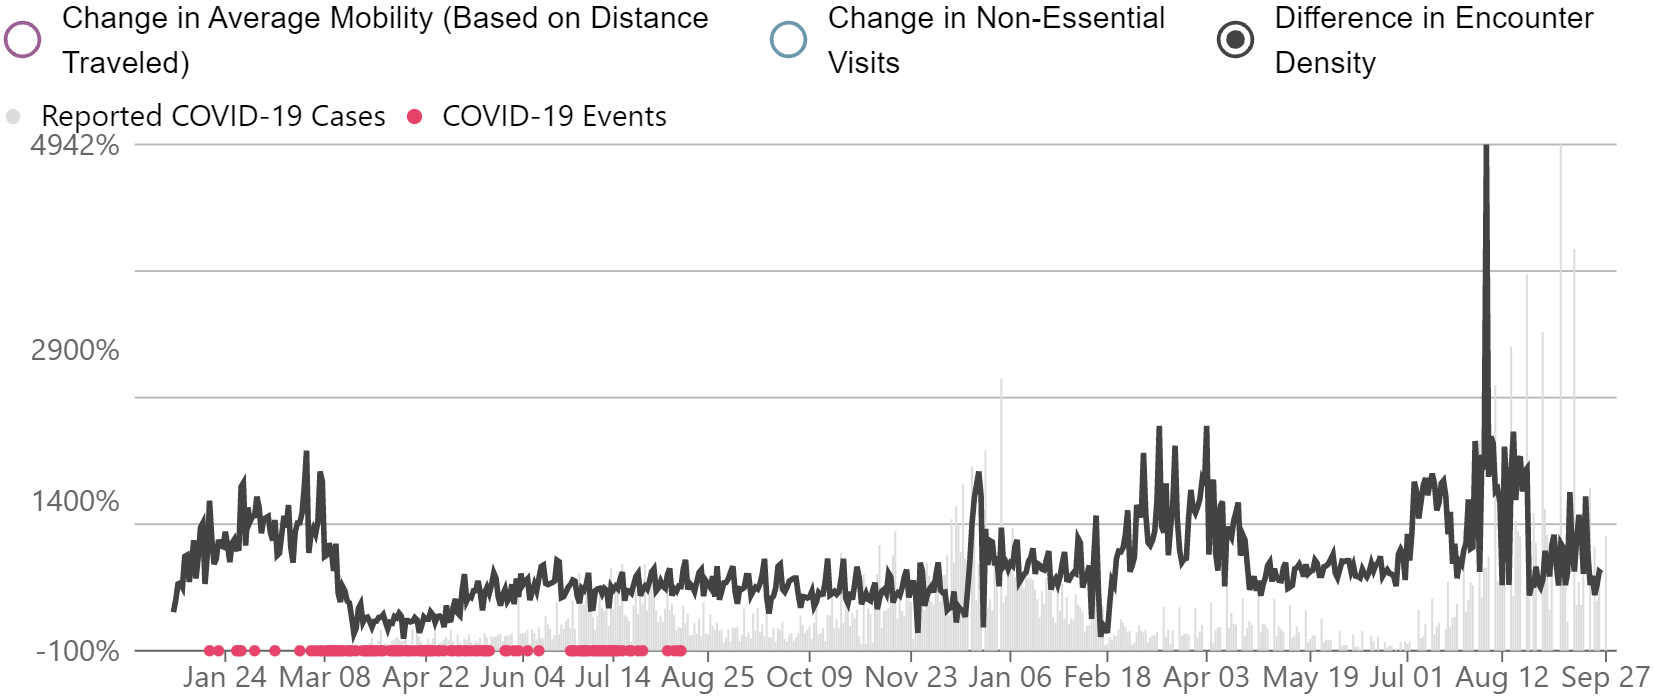 Change in Average Mobility (Based on Distance Traveled)
Change in Non-Essential Visits
Difference in Encounter Density
Reported COVID-19 Cases
COVID-19 Events
4942%
2900%
1400%
-100%
Jan 24 Mar 08 Apr 22 Jun 04 Jul 14 Aug 25 Oct 09 Nov 23 Jan 06 Feb 18 Apr 03 May 19 Jul 01 Aug 12 Sep 27